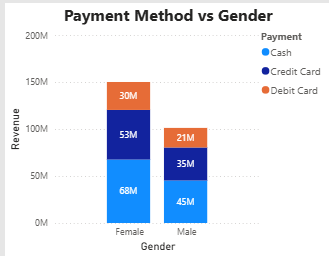 Payment Method vs Gender
Payment
Cash
Credit Card
Debit Card
Revenue
200M
150M
100M
50M
0M
30M
53M
68M
21M
35M
45M
Female
Male
Gender